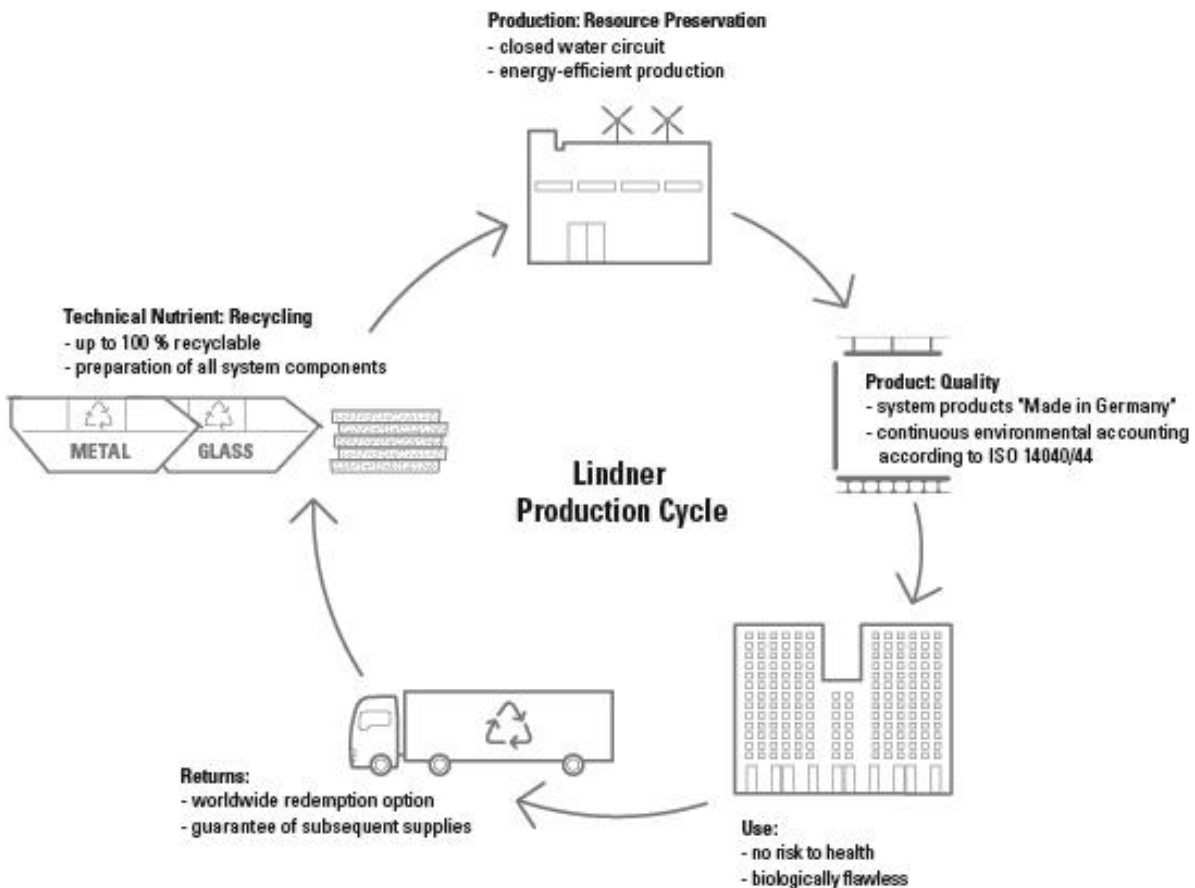 Production: Resource Preservation
- closed water circuit
- energy-efficient production
Technical Nutrient: Recycling
- up to 100 % recyclable
- preparation of all system components
METAL
GLASS
Product: Quality
- system products "Made in Germany"
- continuous environmental accounting
according to ISO 14040/44
Lindner
Production Cycle
Returns:
- worldwide redemption option
- guarantee of subsequent supplies
Use:
- no risk to health
- biologically flawless